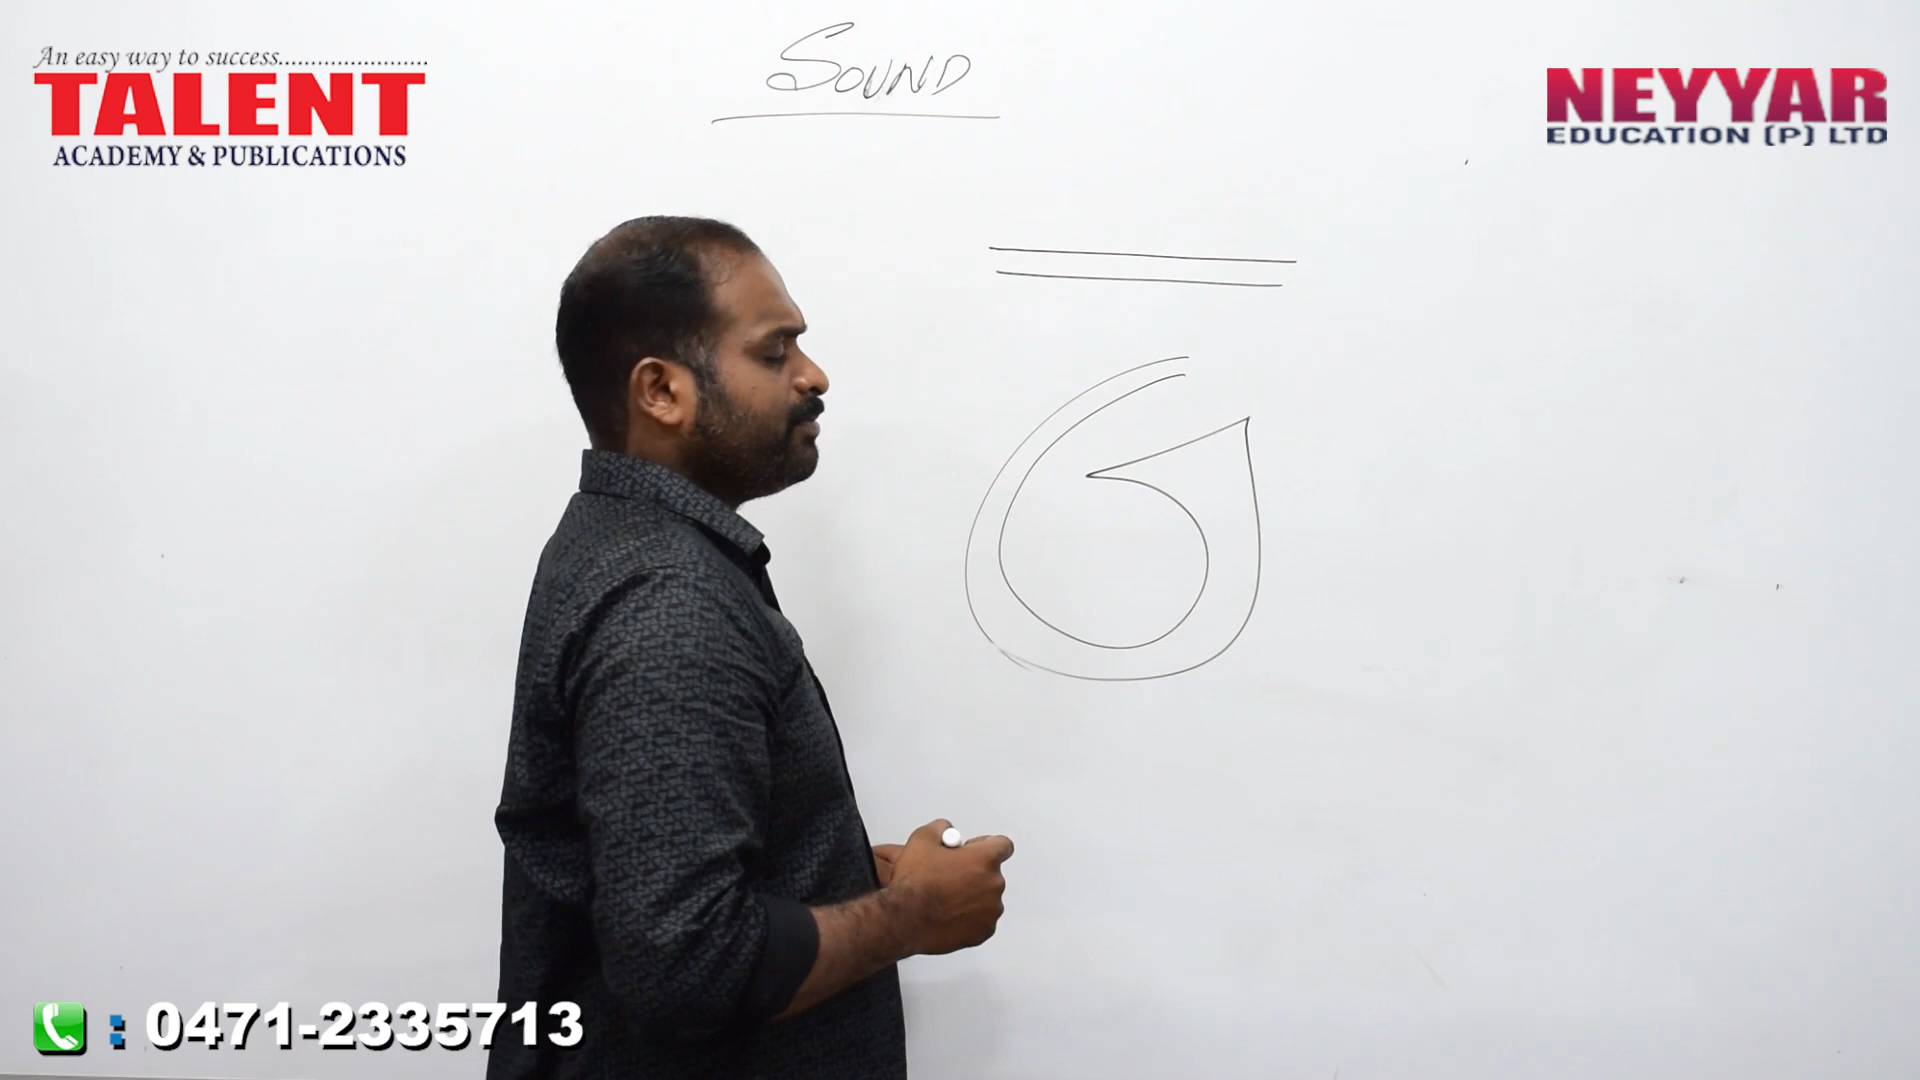 An easy way to success.......................
TALENT
ACADEMY & PUBLICATIONS
SOUND
NEYYAR
EDUCATION (P) LTD
: 0471-2335713